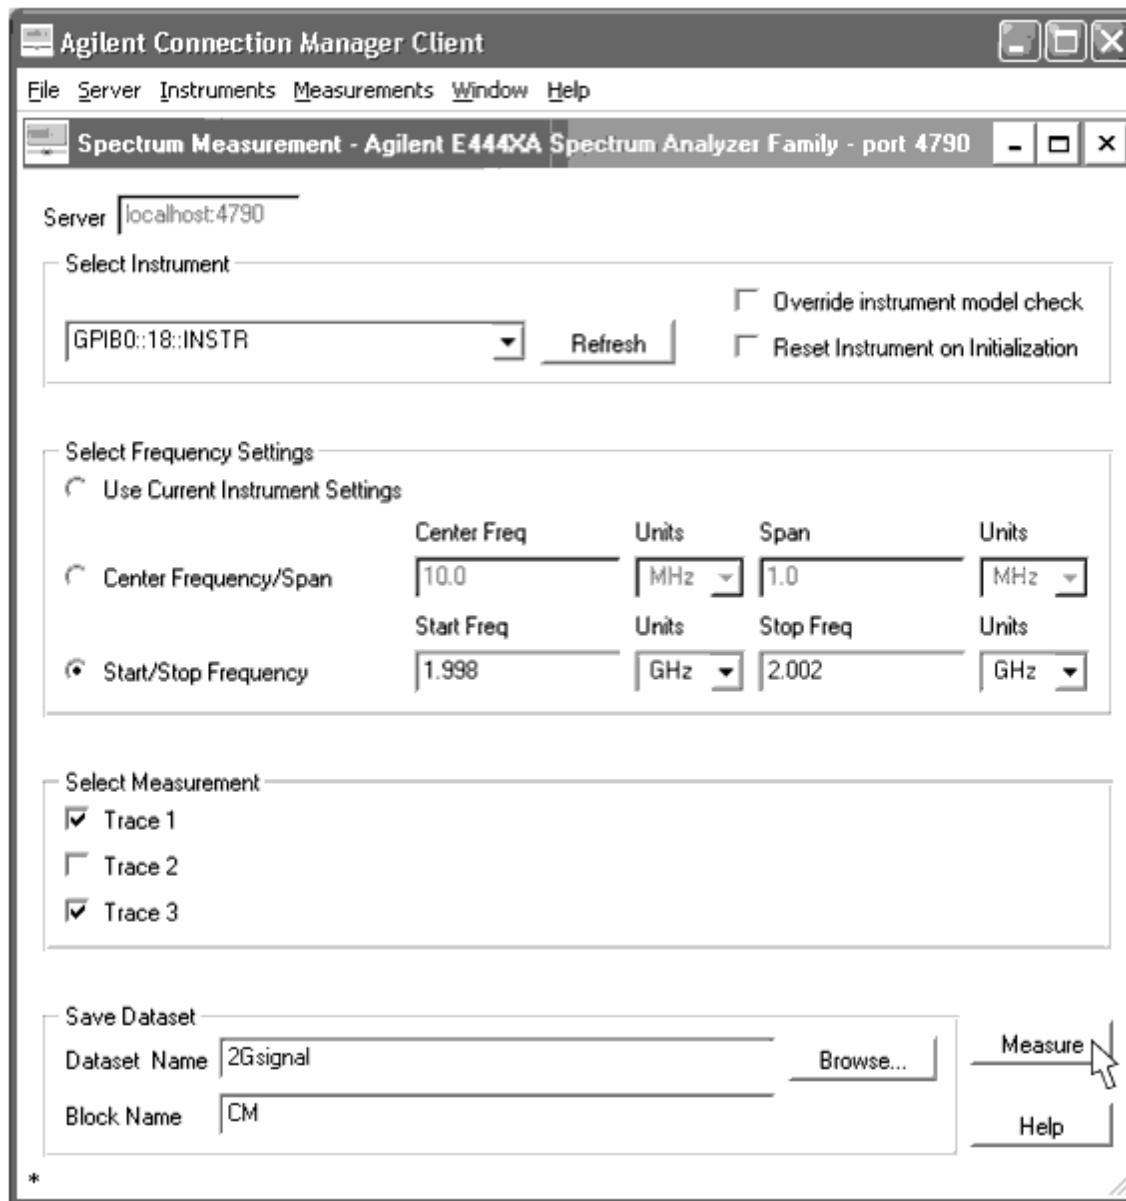 Agilent Connection Manager Client
File Server Instruments Measurements Window Help
Spectrum Measurement - Agilent E444XA Spectrum Analyzer Family - port 4790
Server localhost:4790
Select Instrument
Override instrument model check
GPIB0::18::INSTR Refresh
Reset Instrument on Initialization
Select Frequency Settings
Use Current Instrument Settings
Center Freq Units Span Units
Center Frequency/Span 10.0 MHz 1.0 MHz
Start Freq Units Stop Freq Units
Start/Stop Frequency 1.998 GHz 2.002 GHz
Select Measurement
Trace 1
Trace 2
Trace 3
Save Dataset
Dataset Name 2Gsignal Browse... Measure
Block Name CM Help
*